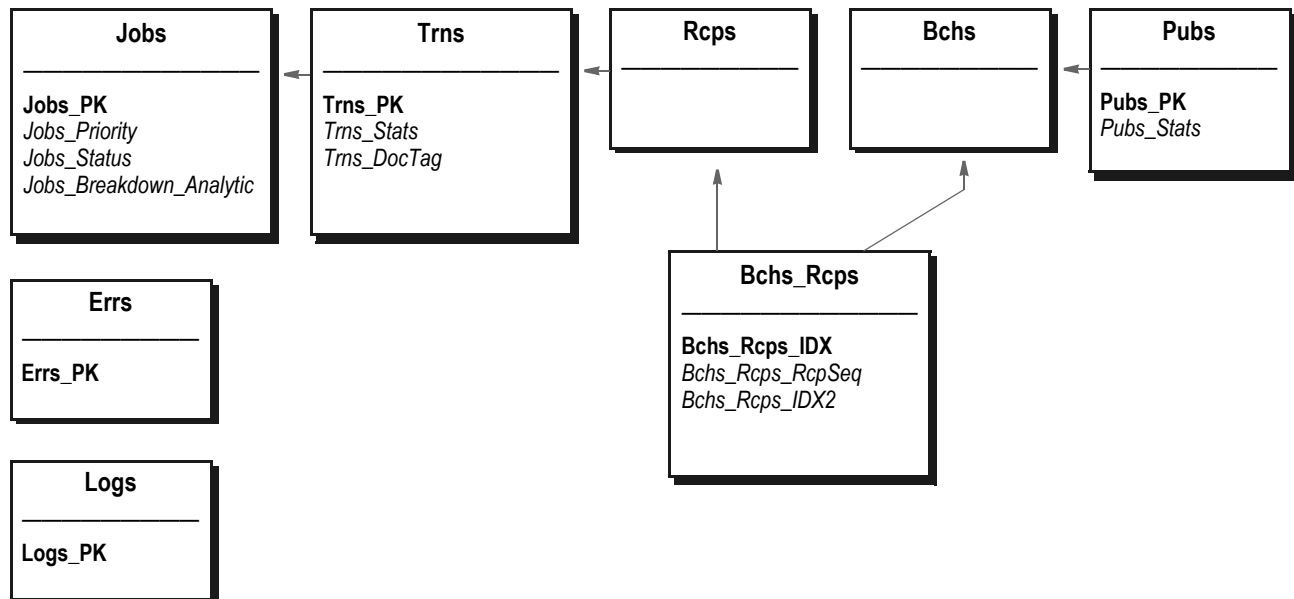 Jobs
Jobs_PK
Jobs_Priority
Jobs_Status
Jobs_Breakdown_Analytic
Trns
Trns_PK
Trns_Stats
Trns_DocTag
Rcps
Bchs
Pubs
Pubs_PK
Pubs_Stats
Errs
Errs_PK
Bchs_Rcps
Bchs_Rcps_IDX
Bchs_Rcps_RcpSeq
Bchs_Rcps_IDX2
Logs
Logs_PK